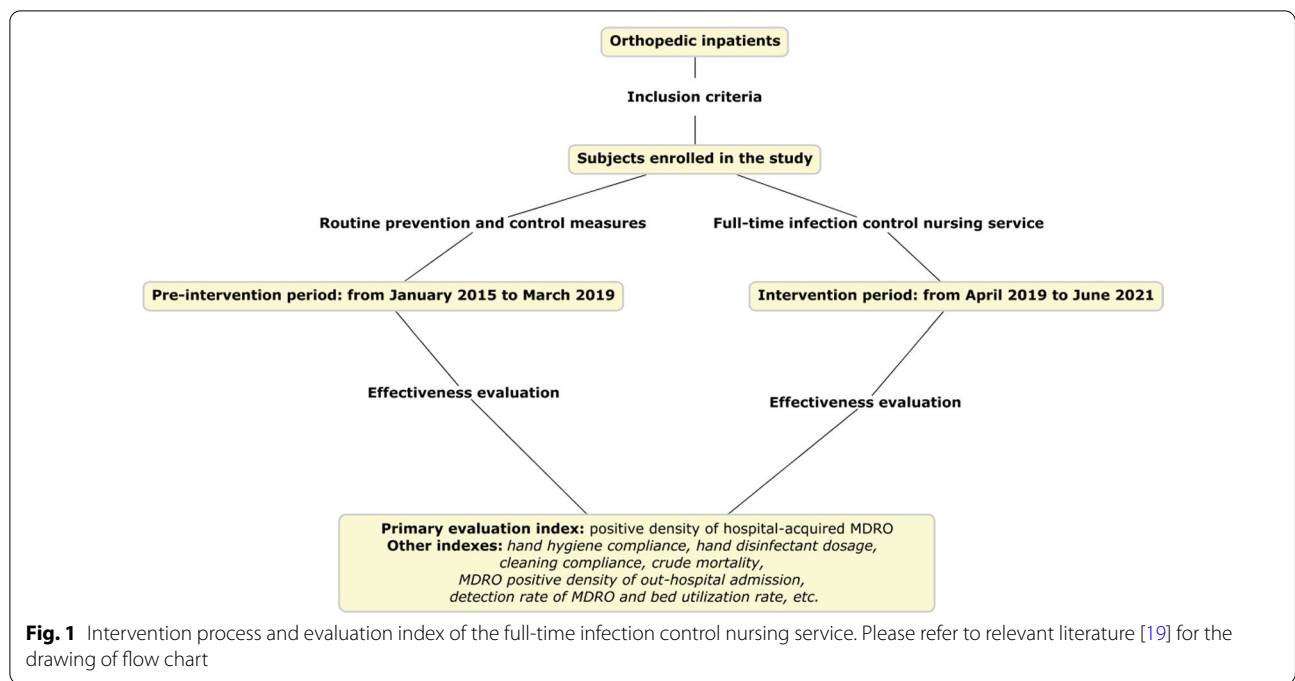 Orthopedic inpatients
Inclusion criteria
Subjects enrolled in the study
Routine prevention and control measures
Full-time infection control nursing service
Pre-intervention period: from January 2015 to March 2019
Intervention period: from April 2019 to June 2021
Effectiveness evaluation
Effectiveness evaluation
Primary evaluation index: positive density of hospital-acquired MDRO
Other indexes: hand hygiene compliance, hand disinfectant dosage,
cleaning compliance, crude mortality,
MDRO positive density of out-hospital admission,
detection rate of MDRO and bed utilization rate, etc.
Fig. 1 Intervention process and evaluation index of the full-time infection control nursing service. Please refer to relevant literature [19] for the
drawing of flow chart